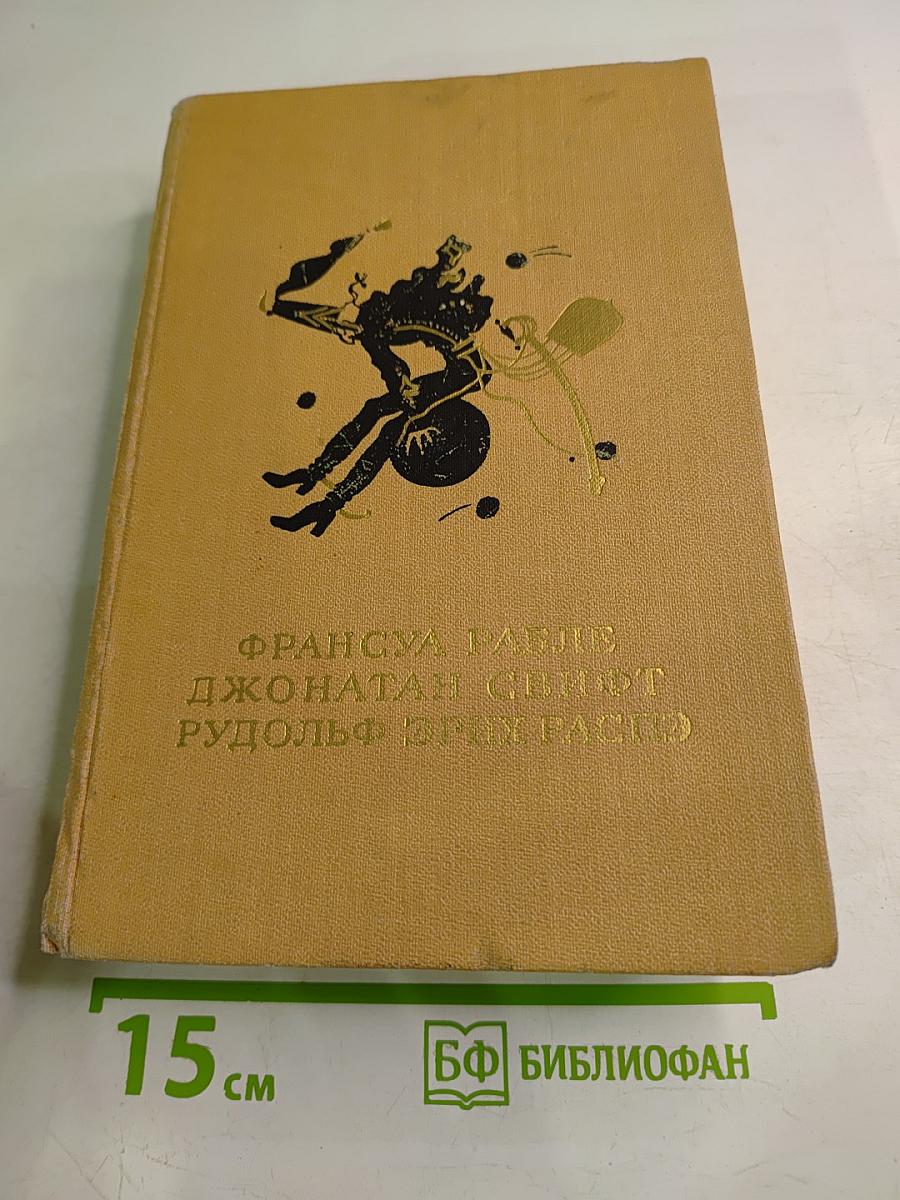 ФРАНСУА РАБЛЕ
ДЖОНАТАН СВИФТ
РУДОЛЬФ ЭРИХ РАСПЭ
15 см
БФ БИБЛИОФАН